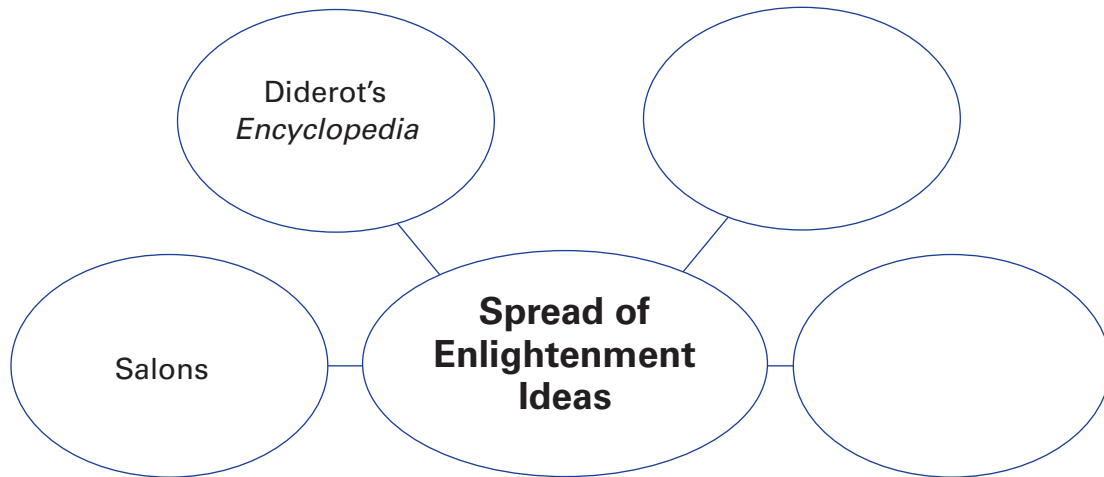 Diderot’s
Encyclopedia
Salons
Spread of
Enlightenment
Ideas